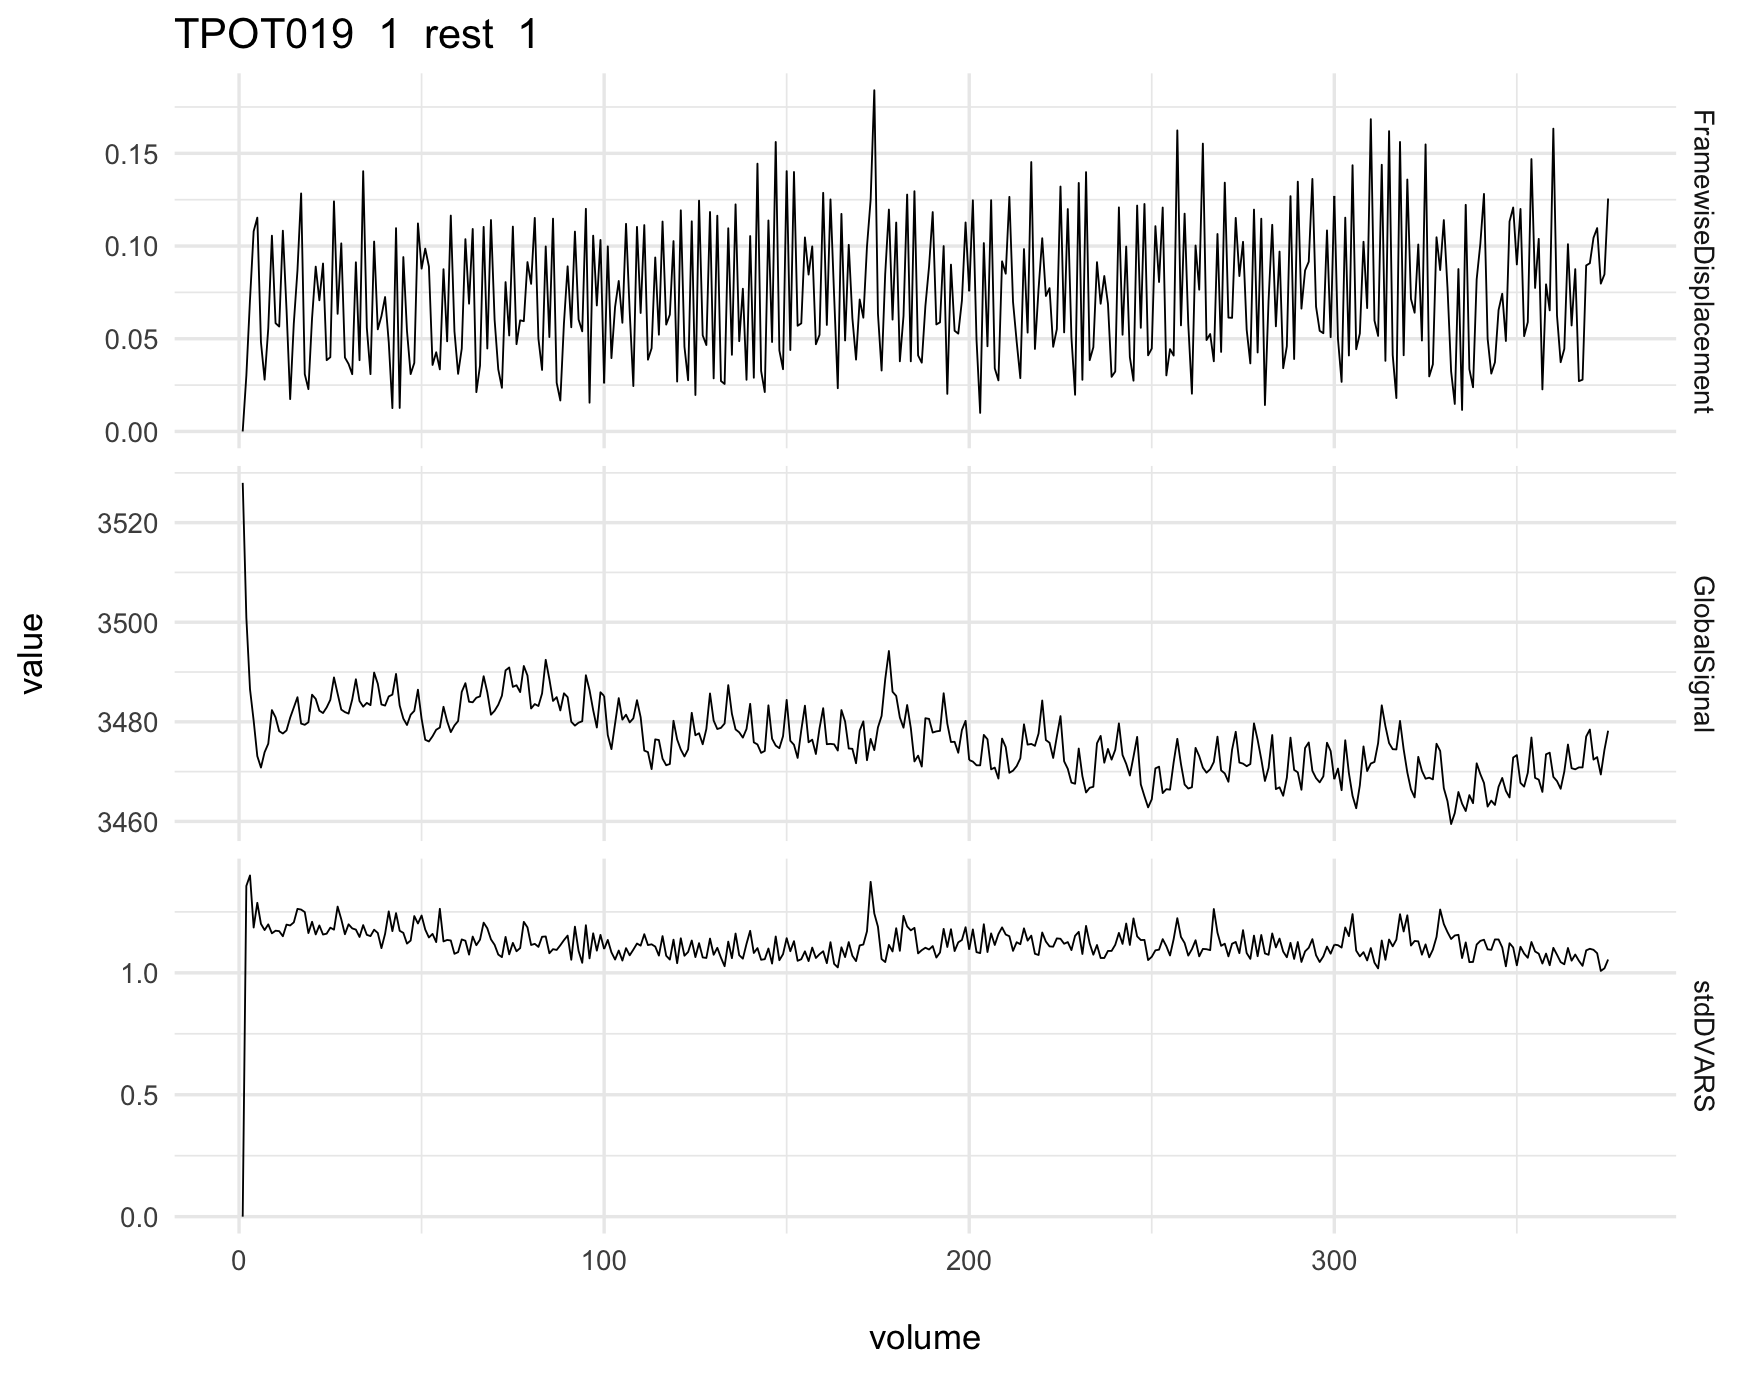 TPOT019 1 rest 1
0.15
0.10
0.05
0.00
FramewiseDisplacement
3520
3500
3480
3460
GlobalSignal
value
1.0
0.5
0.0
stdDVARS
0 100 200 300
volume